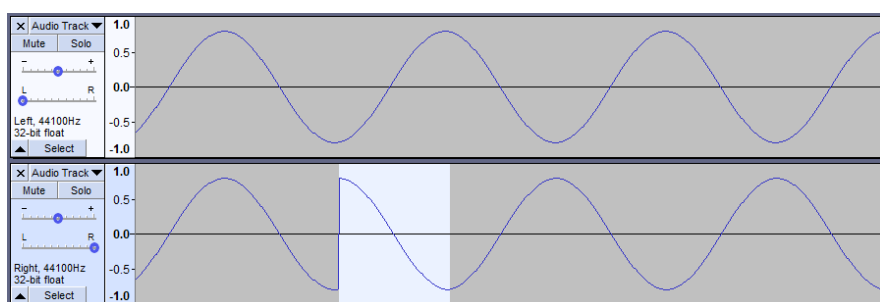 × Audio Track ▼ 1.0
Mute Solo
0.5
- +
0.0
L R
-0.5
Left, 44100Hz
32-bit float
▲ Select -1.0
× Audio Track ▼ 1.0
Mute Solo
0.5
- +
0.0
L R
-0.5
Right, 44100Hz
32-bit float
▲ Select -1.0